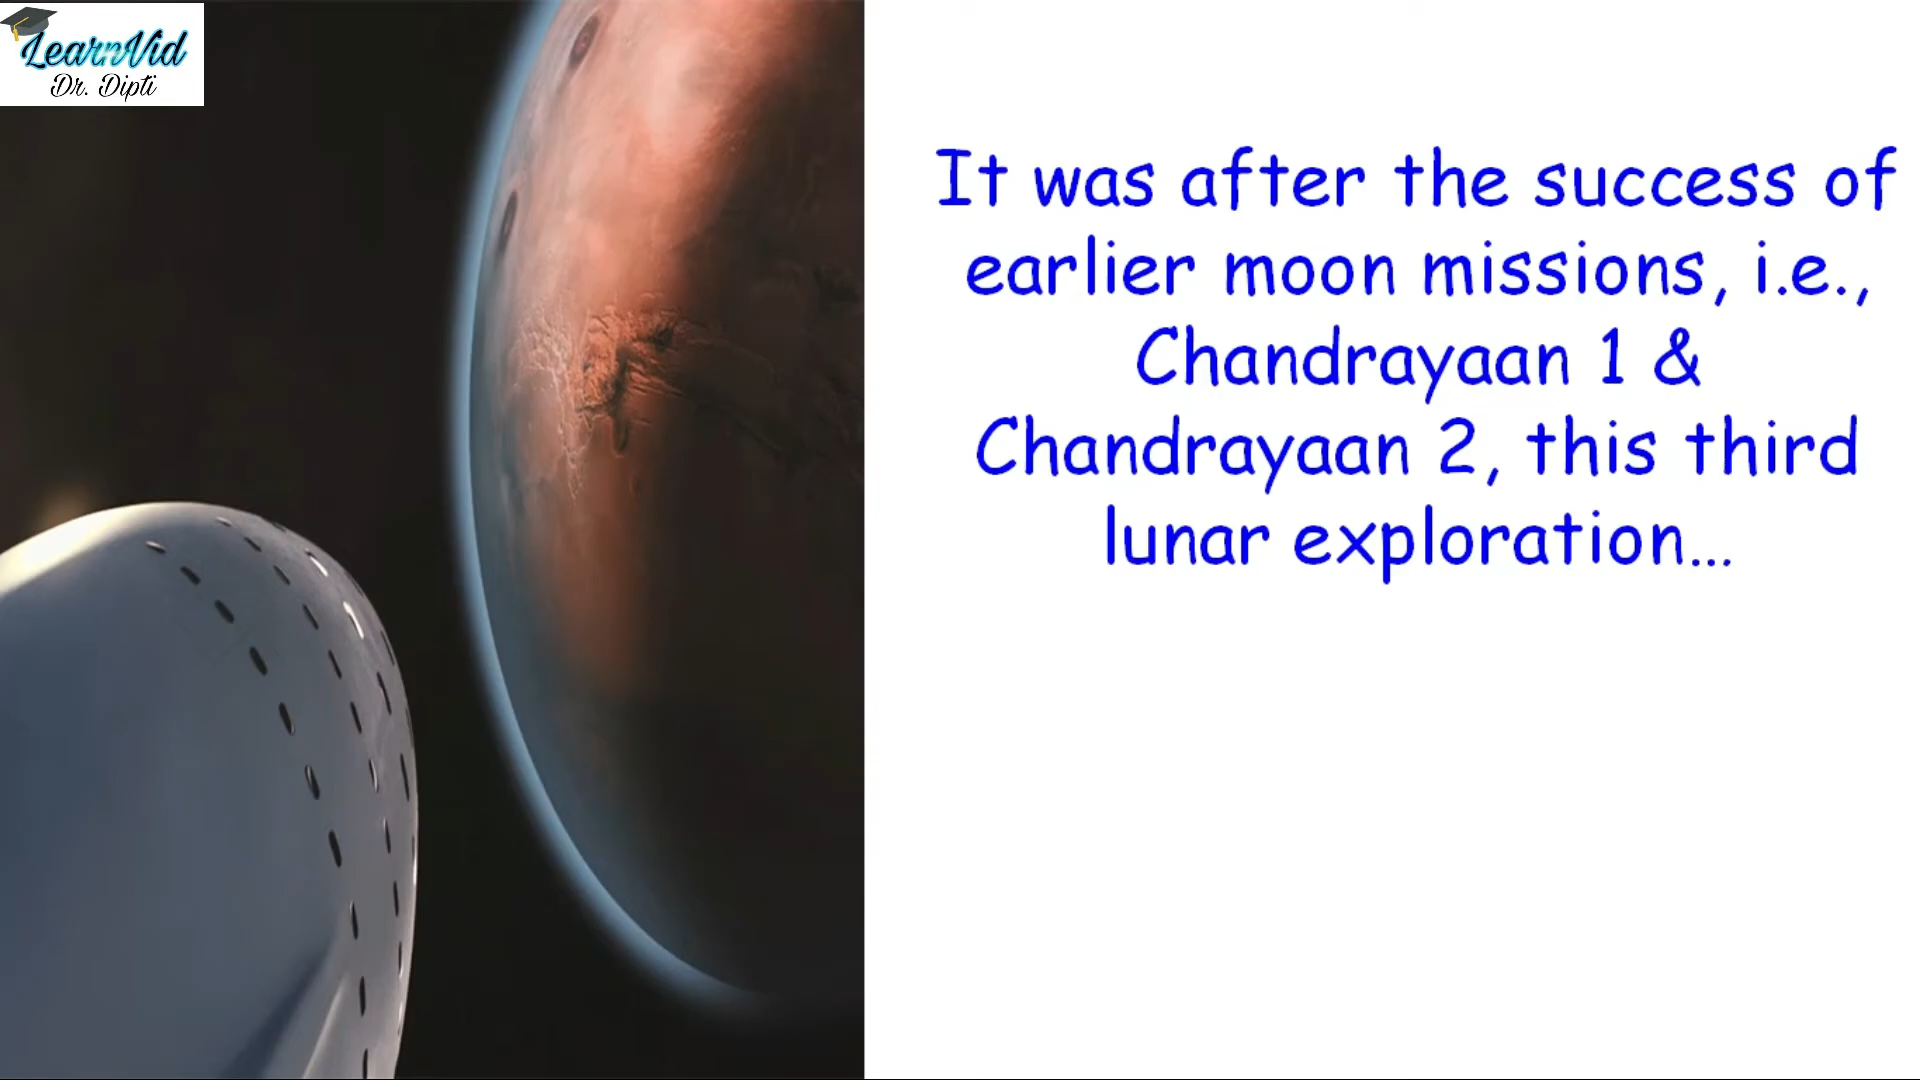 LearnVid
Dr. Dipti
It was after the success of
earlier moon missions, i.e.,
Chandrayaan 1 &
Chandrayaan 2, this third
lunar exploration...